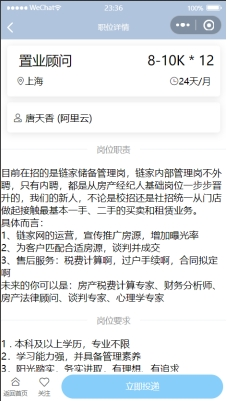 WeChat
23:36
100%
职位详情
置业顾问
8-10K * 12
上海
24天/月
唐天香 (阿里云)
岗位职责
目前在招的是链家储备管理岗，链家内部管理岗不外
聘，只有内聘，都是从房产经纪人基础岗位一步步晋
升的，我们的新人，不论是校招还是社招统一从门店
做起接触最基本一手、二手的买卖和租赁业务。
具体而言：
1、链家网的运营，宣传推广房源，增加曝光率
2、为客户匹配合适房源，谈判并成交
3、售后服务：税费计算啊，过户手续啊，合同拟定
啊
未来的你可以是：房产税费计算专家、财务分析师、
房产法律顾问、谈判专家、心理学专家
岗位要求
1．本科及以上学历，专业不限
2．学习能力强，并具备管理素养
3．阳光踏实，务实进取，有理想，有追求
返回首页
关注
立即投递